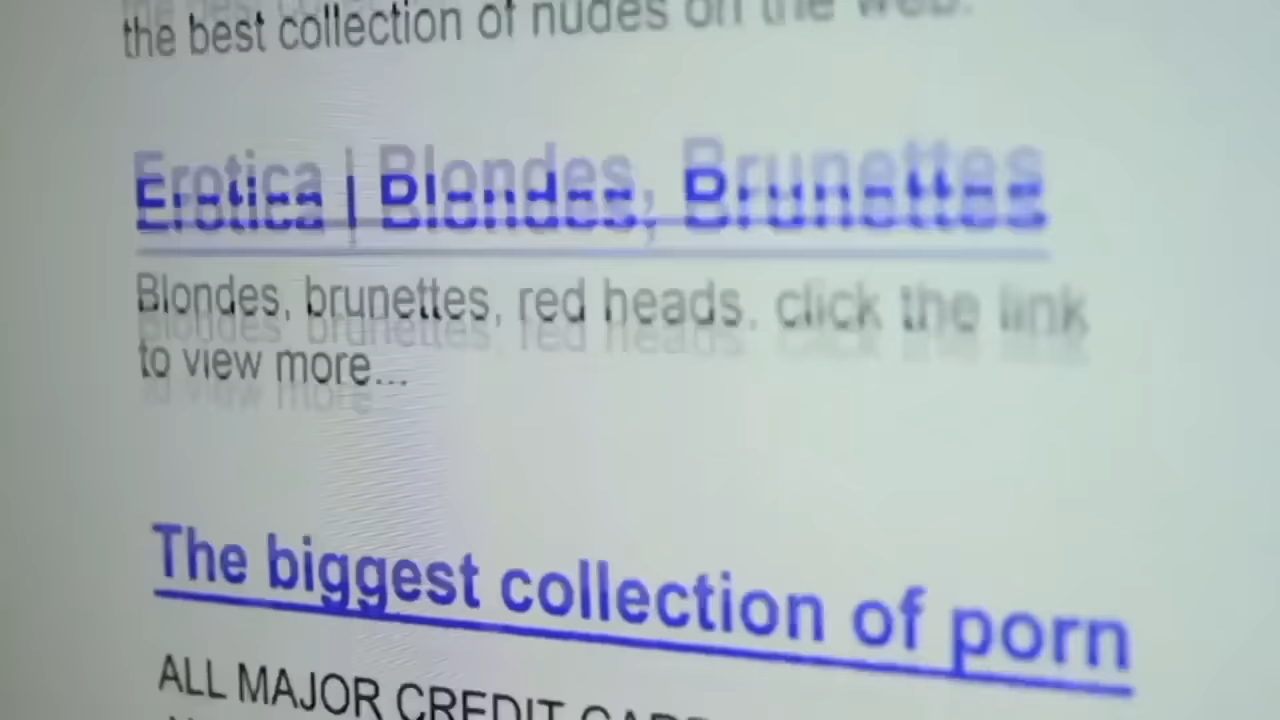 the best collection of nudes on the web.
Erotica | Blondes, Brunettes
Blondes, brunettes, red heads, click the link
to view more...
The biggest collection of porn
ALL MAJOR CREDIT